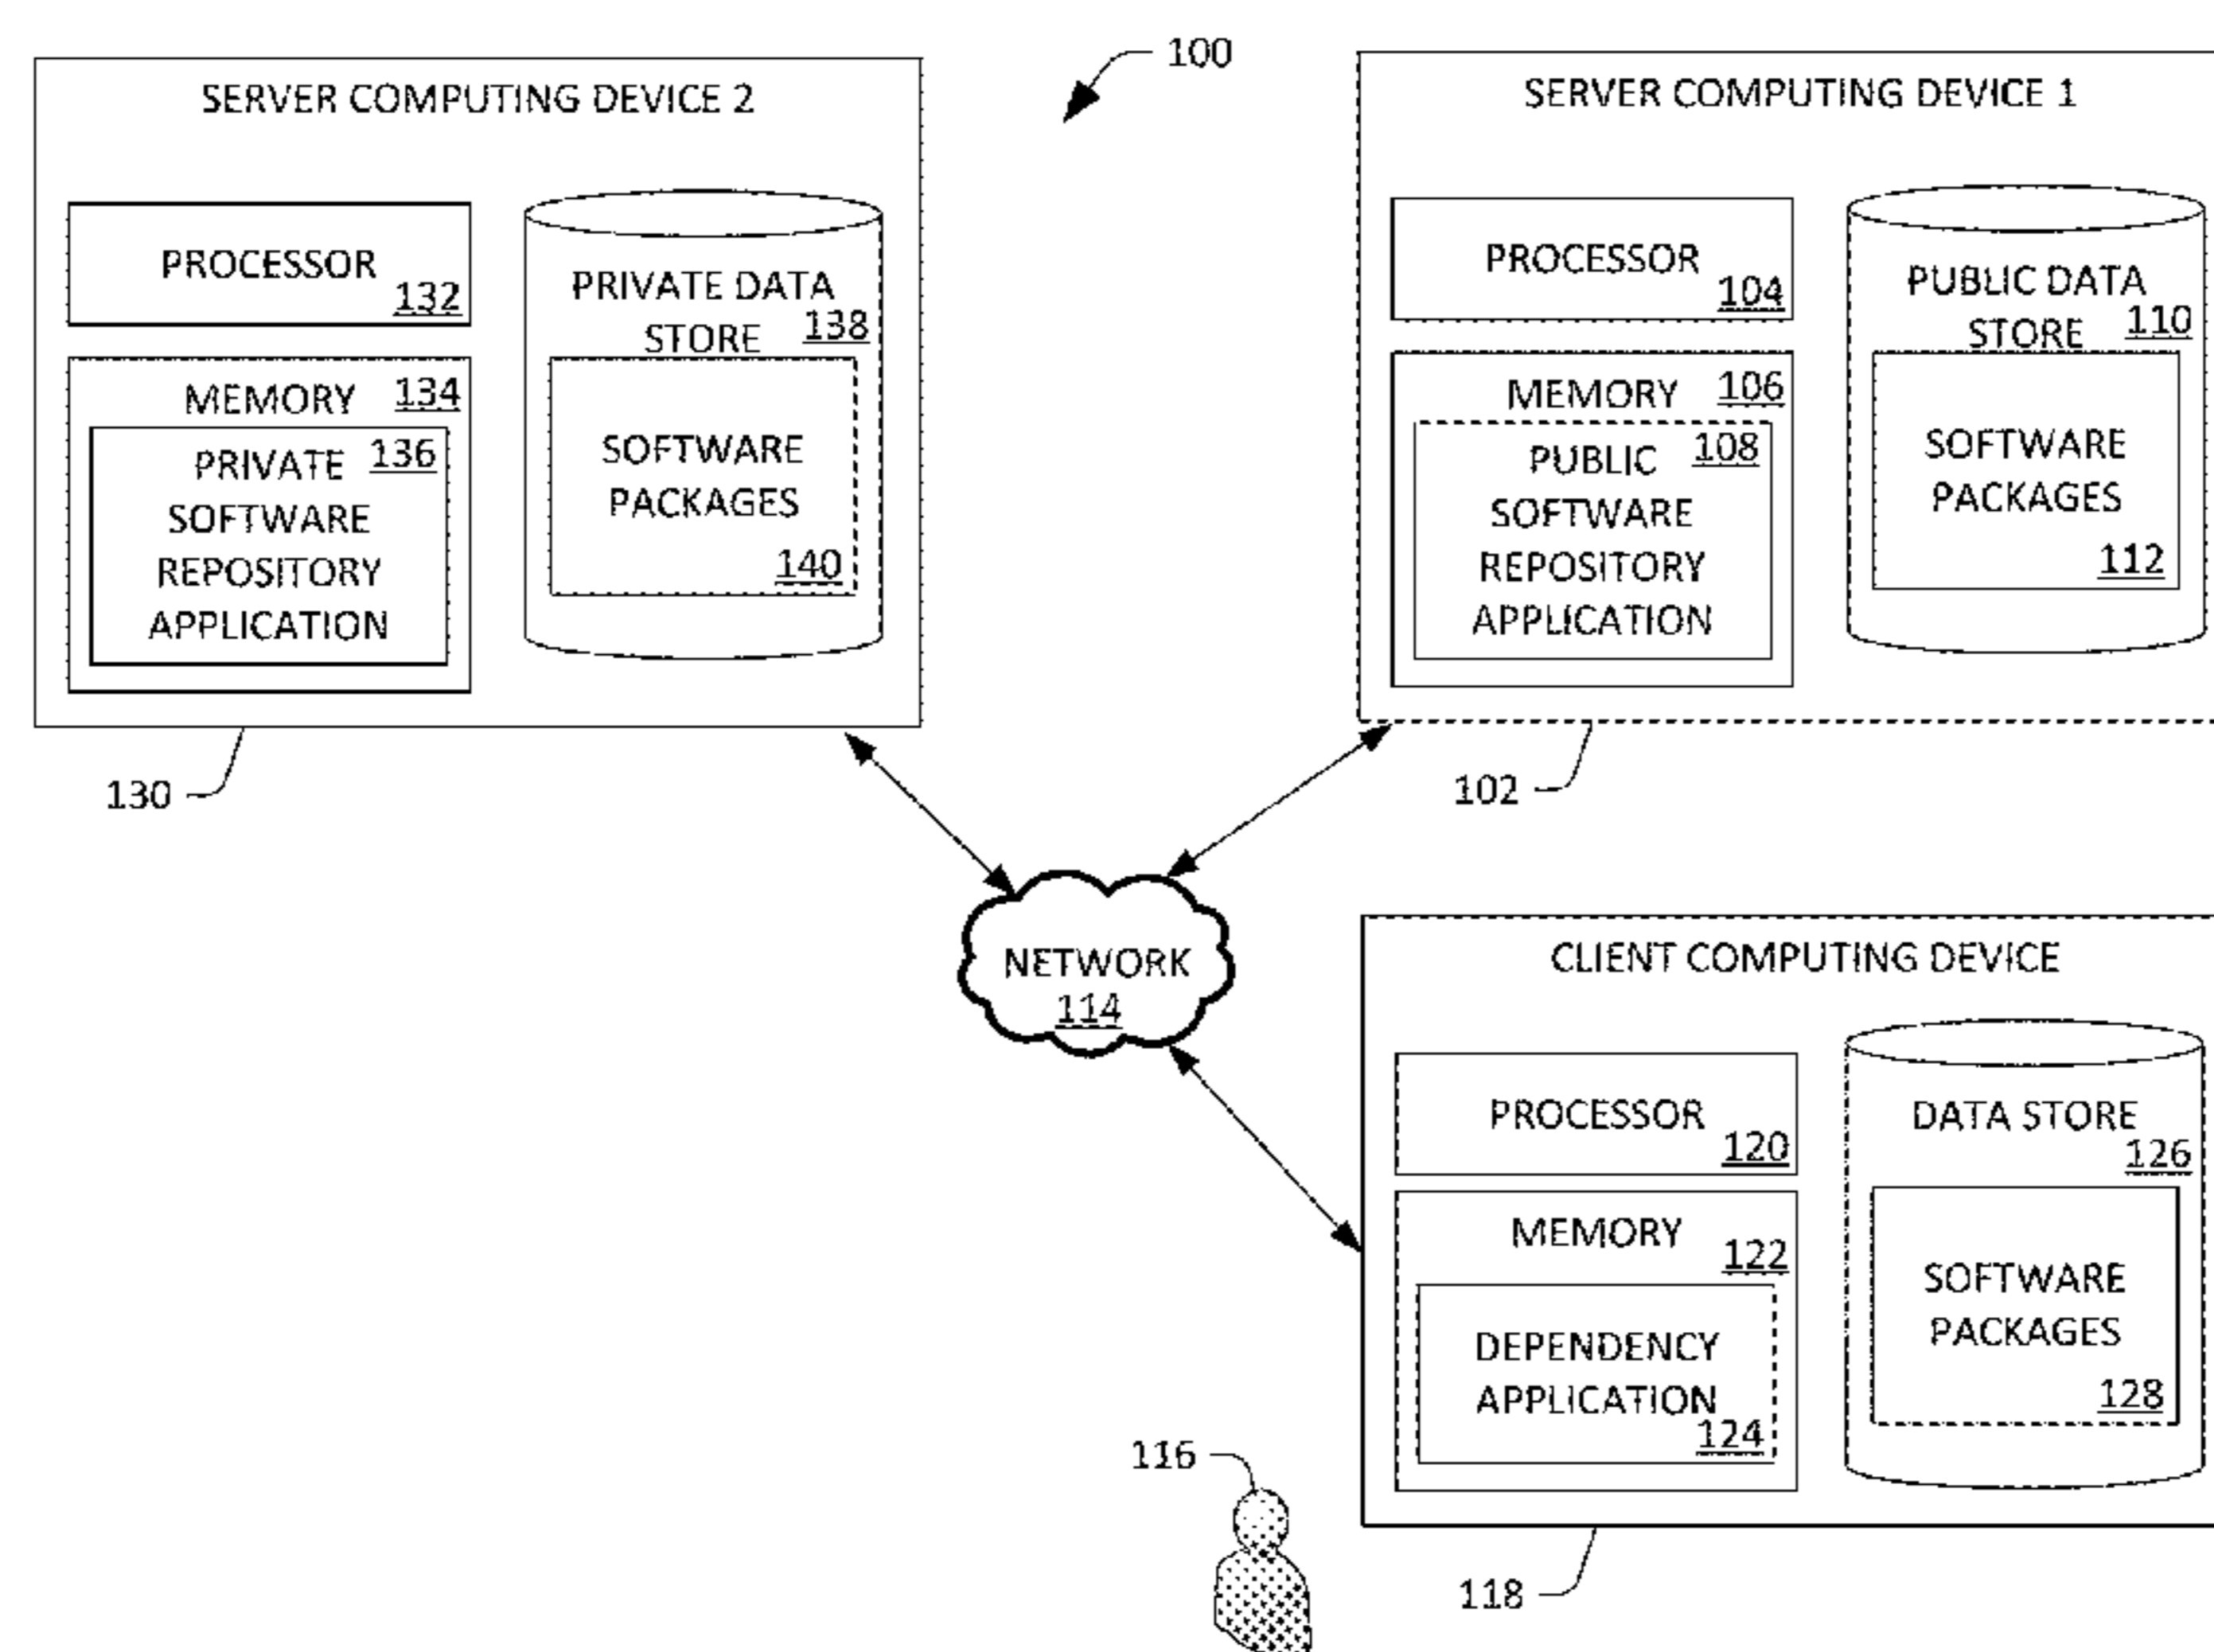 100
SERVER COMPUTING DEVICE 2
PROCESSOR
132
MEMORY 134
PRIVATE 136
SOFTWARE
REPOSITORY
APPLICATION
PRIVATE DATA
STORE 138
SOFTWARE
PACKAGES
140
130
SERVER COMPUTING DEVICE 1
PROCESSOR
104
MEMORY 106
PUBLIC 108
SOFTWARE
REPOSITORY
APPLICATION
PUBLIC DATA
STORE 110
SOFTWARE
PACKAGES
112
102
NETWORK
114
CLIENT COMPUTING DEVICE
PROCESSOR
120
MEMORY
122
DEPENDENCY
APPLICATION
124
DATA STORE
126
SOFTWARE
PACKAGES
128
116
118